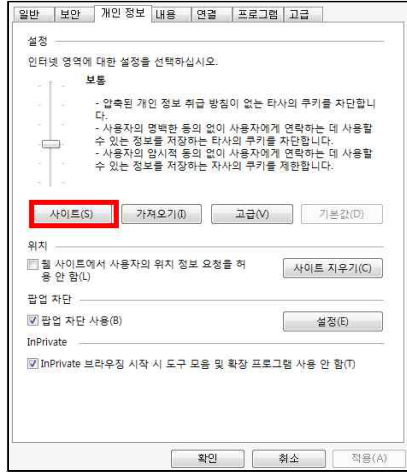 일반 보안 개인 정보 내용 연결 프로그램 고급
설정
인터넷 영역에 대한 설정을 선택하십시오.
보통
- 압축된 개인 정보 취급 방침이 없는 타사의 쿠키를 차단합니
다.
- 사용자의 명백한 동의 없이 사용자에게 연락하는 데 사용할
수 있는 정보를 저장하는 타사의 쿠키를 차단합니다.
- 사용자의 암시적 동의 없이 사용자에게 연락하는 데 사용할
수 있는 정보를 저장하는 자사의 쿠키를 제한합니다.
사이트(S) 가져오기(I) 고급(V) 기본값(D)
위치
웹 사이트에서 사용자의 위치 정보 요청을 허
용 안 함(L)
사이트 지우기(C)
팝업 차단
팝업 차단 사용(B) 설정(E)
InPrivate
InPrivate 브라우징 시작 시 도구 모음 및 확장 프로그램 사용 안 함(T)
확인 취소 적용(A)